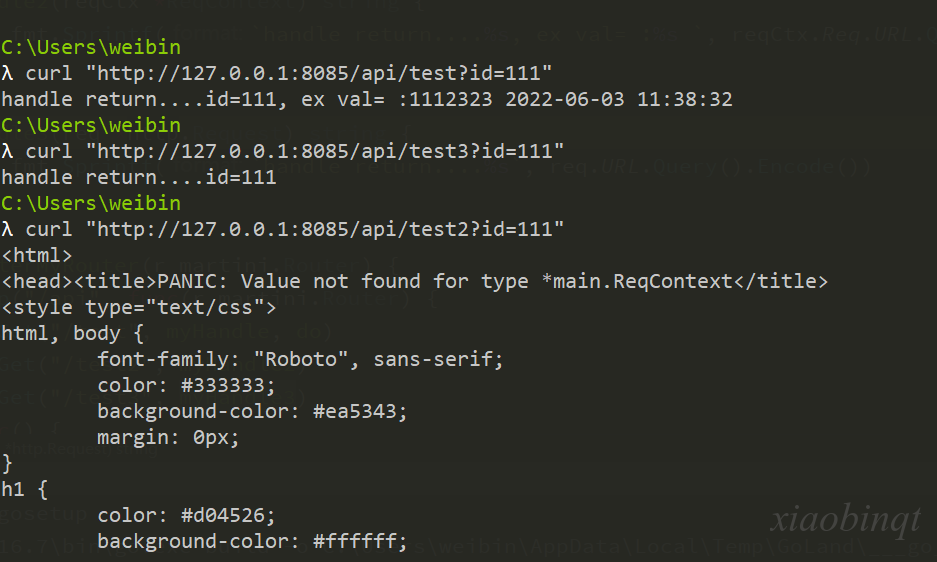 C:\Users\weibin
λ curl "http://127.0.0.1:8085/api/test?id=111"
handle return....id=111, ex val= :1112323 2022-06-03 11:38:32
C:\Users\weibin
λ curl "http://127.0.0.1:8085/api/test3?id=111"
handle return....id=111
C:\Users\weibin
λ curl "http://127.0.0.1:8085/api/test2?id=111"
<html>
<head><title>PANIC: Value not found for type *main.ReqContext</title>
<style type="text/css">
html, body {
        font-family: "Roboto", sans-serif;
        color: #333333;
        background-color: #ea5343;
        margin: 0px;
}
h1 {
        color: #d04526;
        background-color: #ffffff;
xiaobinqt